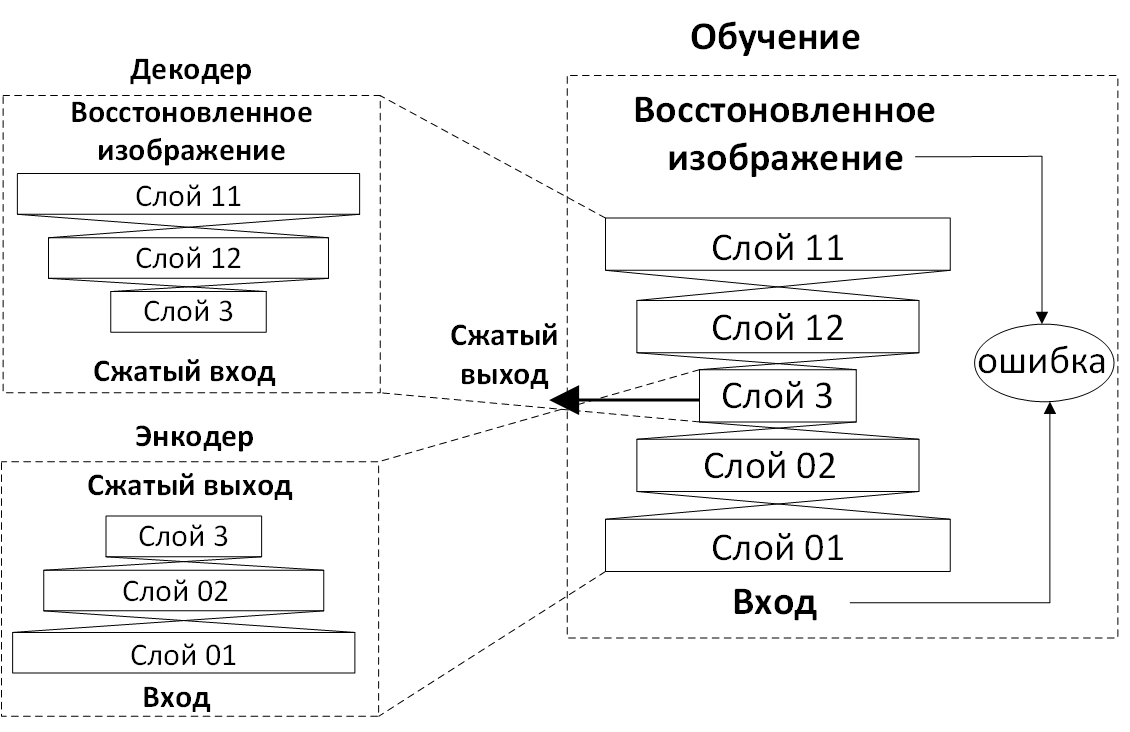 Обучение
Декодер
Восстоновленное
изображение
Слой 11
Слой 12
Слой 3
Сжатый вход
Энкодер
Сжатый выход
Слой 3
Слой 02
Слой 01
Вход
Сжатый
выход
Восстоновленное
изображение
Слой 11
Слой 12
Слой 3
Слой 02
Слой 01
Вход
ошибка